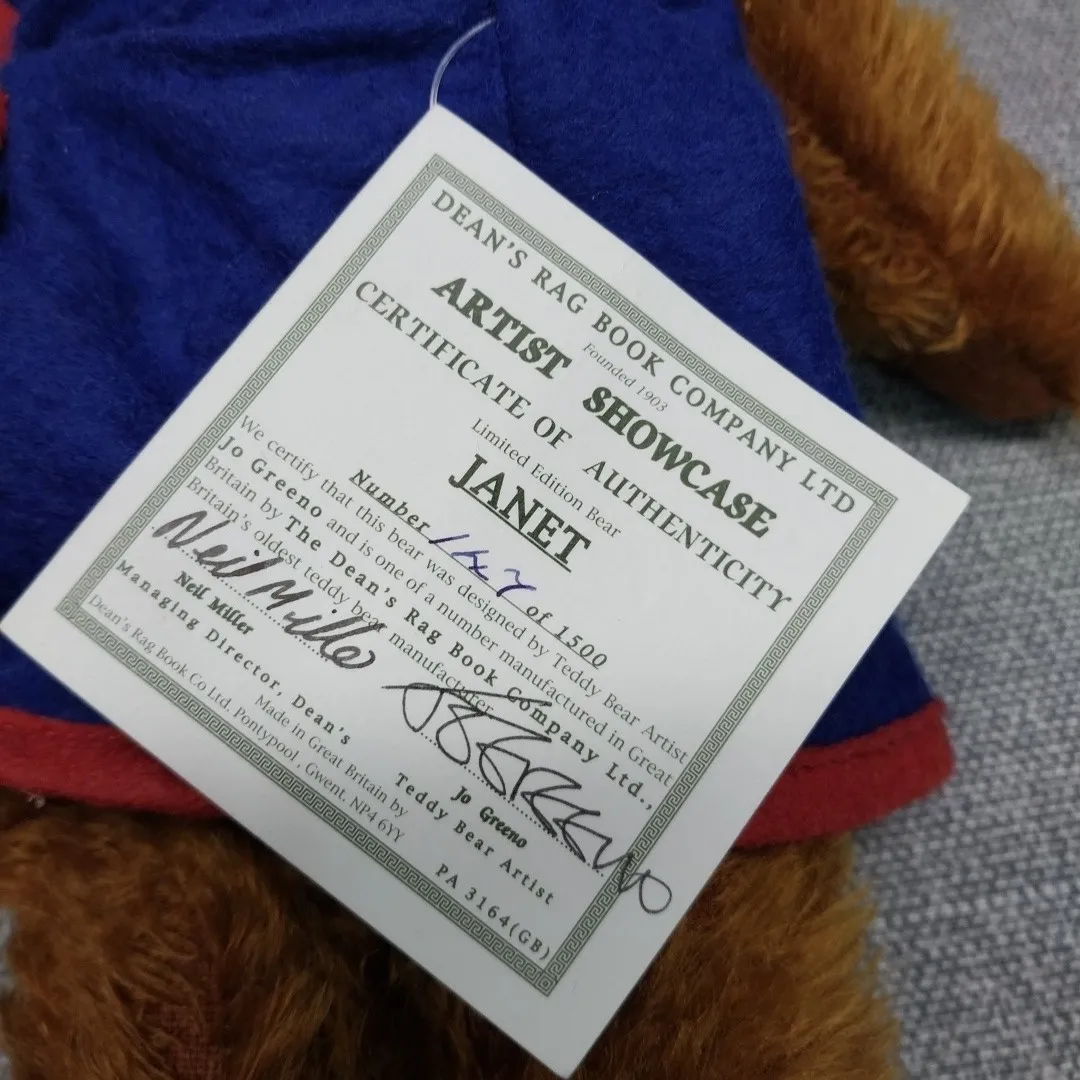 DEAN'S RAG BOOK COMPANY LTD
Founded 1903
ARTIST SHOWCASE
CERTIFICATE OF AUTHENTICITY
Limited Edition Bear
JANET
Number 147 of 1500
We certify that this bear was designed by Teddy Bear Artist
Jo Greeno and is one of a number manufactured in Great
Britain by The Dean's Rag Book Company Ltd.,
Britain's oldest teddy bear manufacturer.
Neil Miller
JO GREENO
Neil Miller
Jo Greeno
Managing Director, Dean's
Teddy Bear Artist
Made in Great Britain by
Dean's Rag Book Co Ltd. Pontypool, Gwent. NP4 6YY
PA 3164(GB)